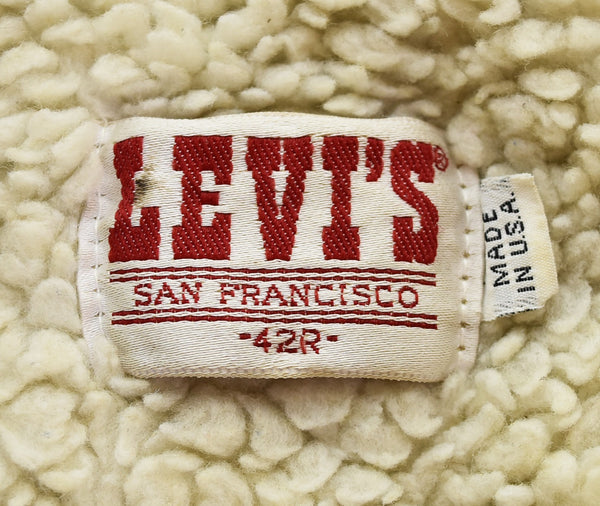 LEVI'S®
SAN FRANCISCO
-42R-
MADE
IN U.S.A.